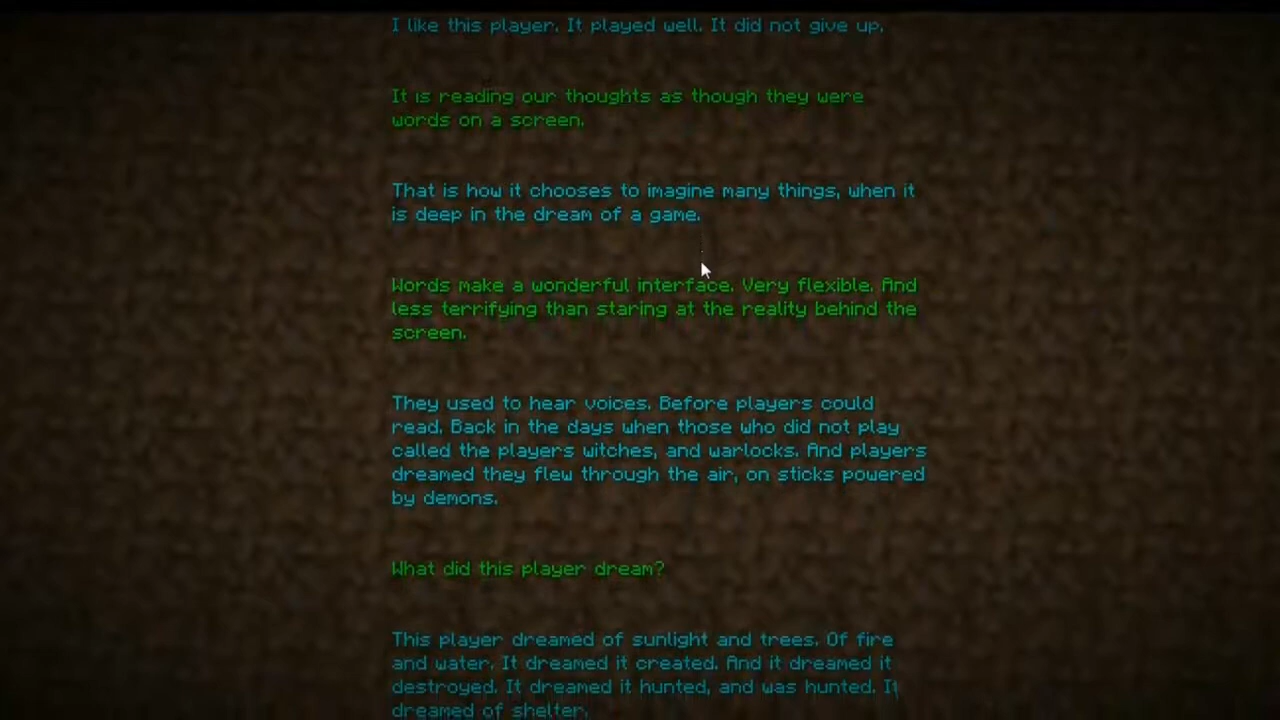 I like this player. It played well. It did not give up.
It is reading our thoughts as though they were
words on a screen.
That is how it chooses to imagine many things, when it
is deep in the dream of a game.
Words make a wonderful interface. Very flexible. And
less terrifying than staring at the reality behind the
screen.
They used to hear voices. Before players could
read. Back in the days when those who did not play
called the players witches, and warlocks. And players
dreamed they flew through the air, on sticks powered
by demons.
What did this player dream?
This player dreamed of sunlight and trees. Of fire
and water. It dreamed it created. And it dreamed it
destroyed. It dreamed it hunted, and was hunted. It
dreamed of shelter.